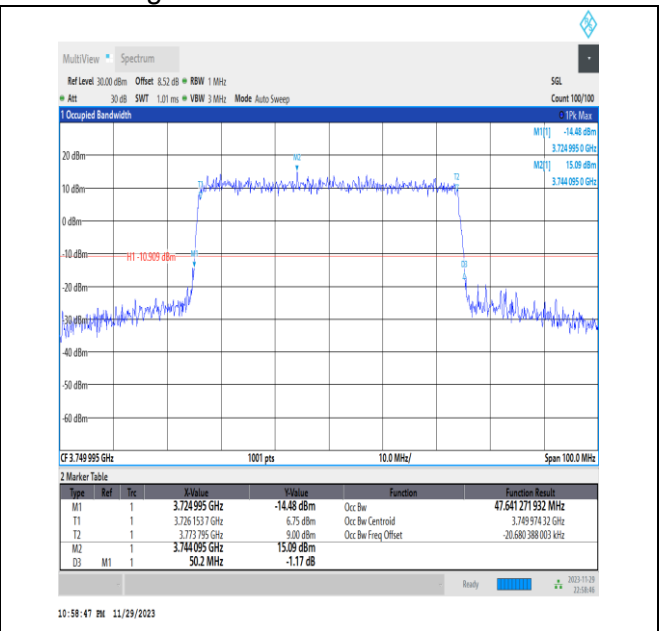 MultiView Spectrum
Ref Level 30.00 dBm Offset 8.52 dB RBW 1 MHz SGL
Att 30 dB SWT 1.01 ms VBW 3 MHz Mode Auto Sweep Count 100/100
1 Occupied Bandwidth 1Pk Max
M1[1] -14.48 dBm
3.724 995 0 GHz
M2[1] 15.09 dBm
3.744 095 0 GHz
M2
20 dBm
T2
T1
10 dBm
0 dBm
-10 dBm
H1 -10.909 dBm
M1
D3
-20 dBm
-30 dBm
-40 dBm
-50 dBm
-60 dBm
CF 3.749 995 GHz 1001 pts 10.0 MHz/ Span 100.0 MHz
2 Marker Table
Type Ref Trc X-Value Y-Value Function Function Result
M1 1 3.724 995 GHz -14.48 dBm Occ Bw 47.641 271 932 MHz
T1 1 3.726 153 7 GHz 6.75 dBm Occ Bw Centroid 3.749 974 32 GHz
T2 1 3.773 795 GHz 9.00 dBm Occ Bw Freq Offset -20.680 388 003 kHz
M2 1 3.744 095 GHz 15.09 dBm
D3 M1 1 50.2 MHz -1.17 dB
Ready 2023-11-29
22:58:46
10:58:47 PM 11/29/2023